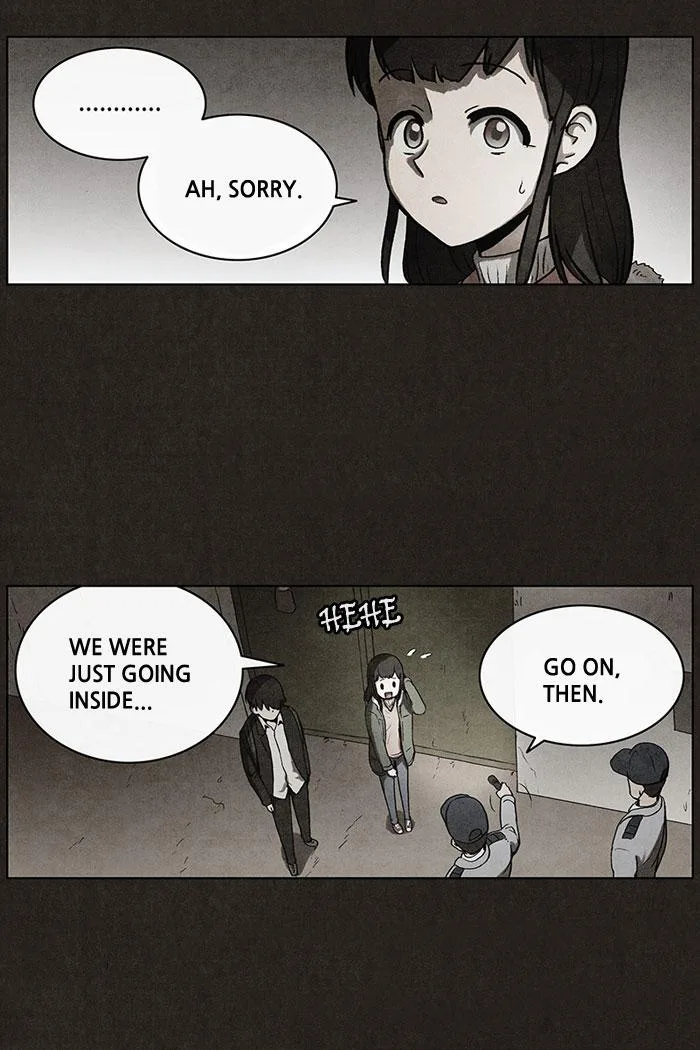 ............
AH, SORRY.
HEHE
WE WERE
JUST GOING
INSIDE...
GO ON,
THEN.